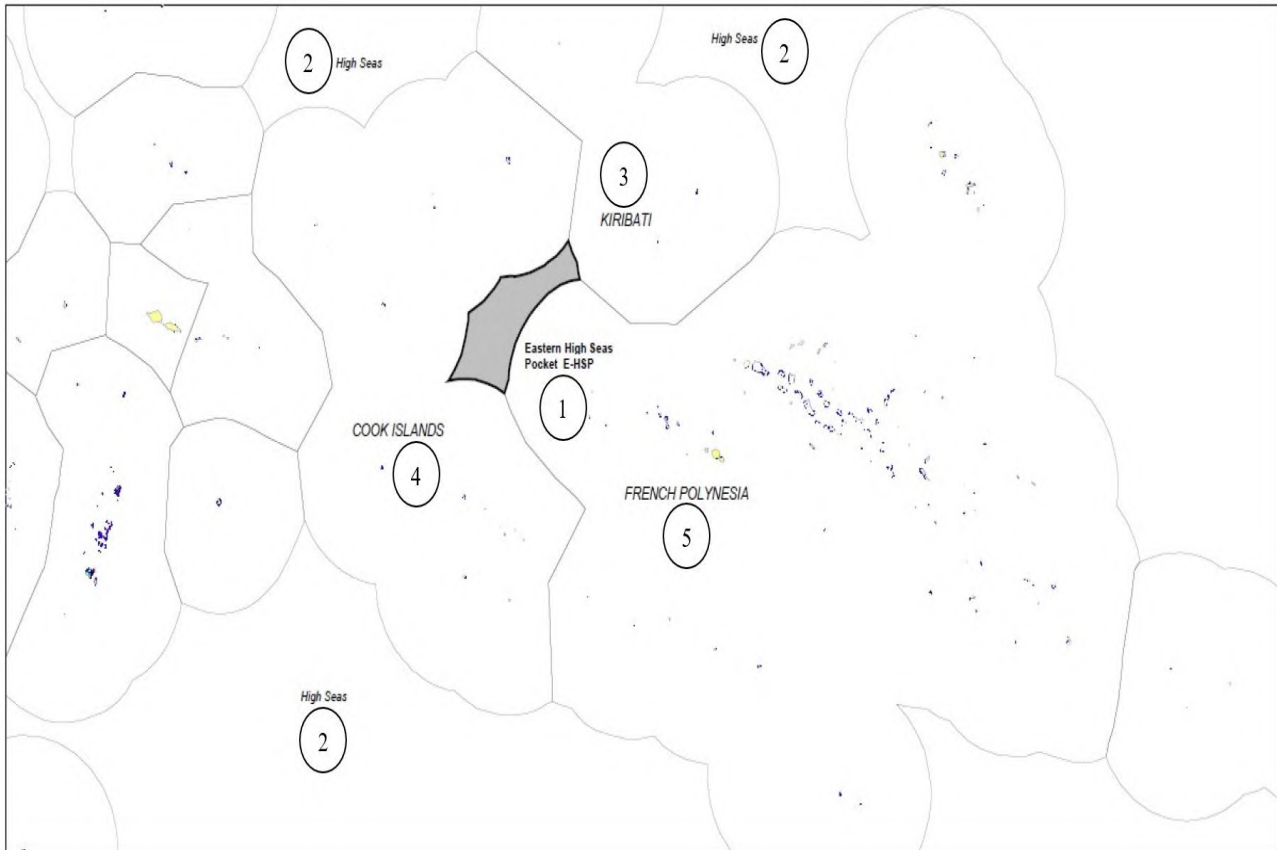 High Seas
2
2
High Seas
3
KIRIBATI
Eastern High Seas
Pocket E-HSP
1
COOK ISLANDS
4
FRENCH POLYNESIA
5
High Seas
2